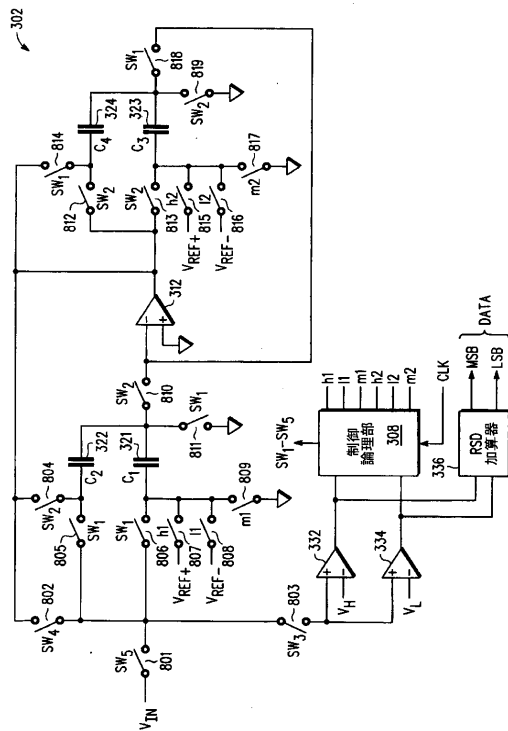 302
SW1
818
SW2
819
324
C4
323
C3
814
SW1
812
SW2
SW2
813
h2
815
l2
816
817
m2
VREF+
VREF-
312
-
+
SW2
810
SW1
811
322
C2
321
C1
804
SW2
805
SW1
SW1
806
h1
807
l1
808
809
m1
VREF+
VREF-
802
SW4
SW5
801
VIN
803
SW3
332
+
-
VH
334
+
-
VL
SW1-SW5
制御
論理部
308
h1
l1
m1
h2
l2
m2
CLK
336
RSD
加算器
MSB
LSB
DATA